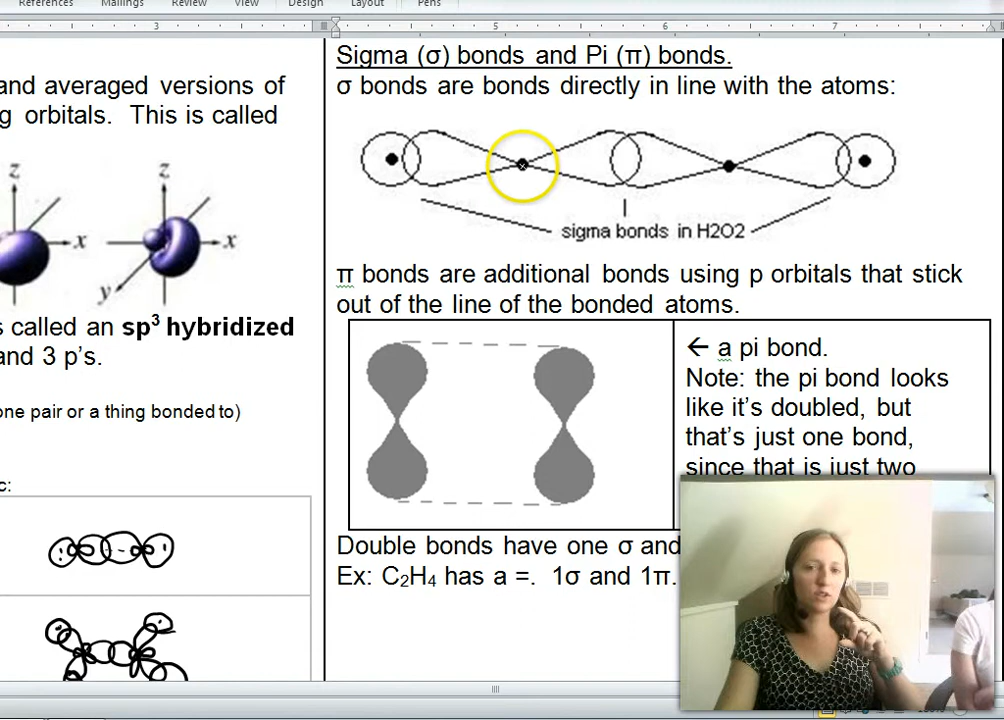 References Mailings Review View Design Layout Pens
3 5 6 7
and averaged versions of
g orbitals. This is called
z z
x x
y
s called an sp³ hybridized
and 3 p's.
one pair or a thing bonded to)
c:
Sigma (σ) bonds and Pi (π) bonds.
σ bonds are bonds directly in line with the atoms:
sigma bonds in H2O2
π bonds are additional bonds using p orbitals that stick
out of the line of the bonded atoms.
← a pi bond.
Note: the pi bond looks
like it's doubled, but
that's just one bond,
since that is just two
Double bonds have one σ and
Ex: C₂H₄ has a =. 1σ and 1π.